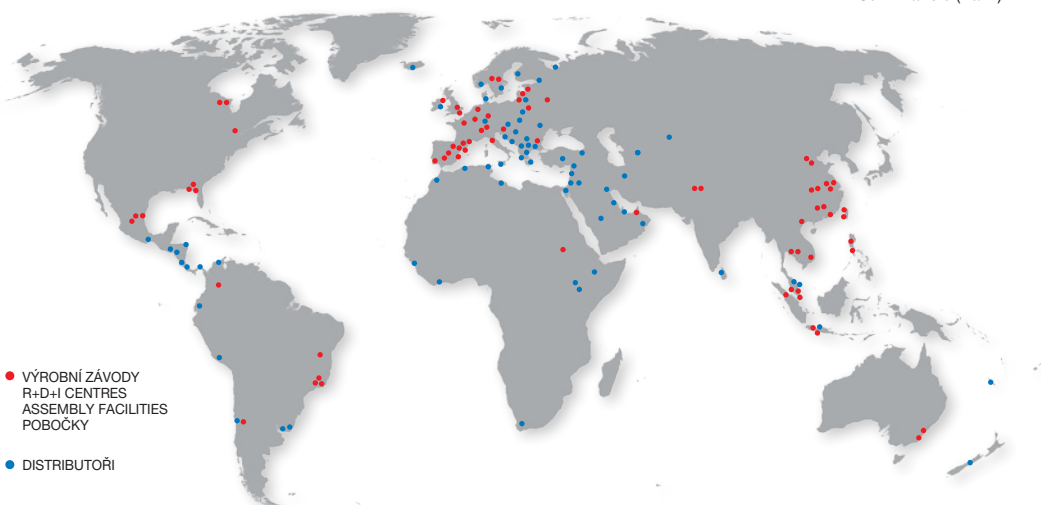 VÝROBNÍ ZÁVODY
R+D+I CENTRES
ASSEMBLY FACILITIES
POBOČKY
DISTRIBUTOŘI